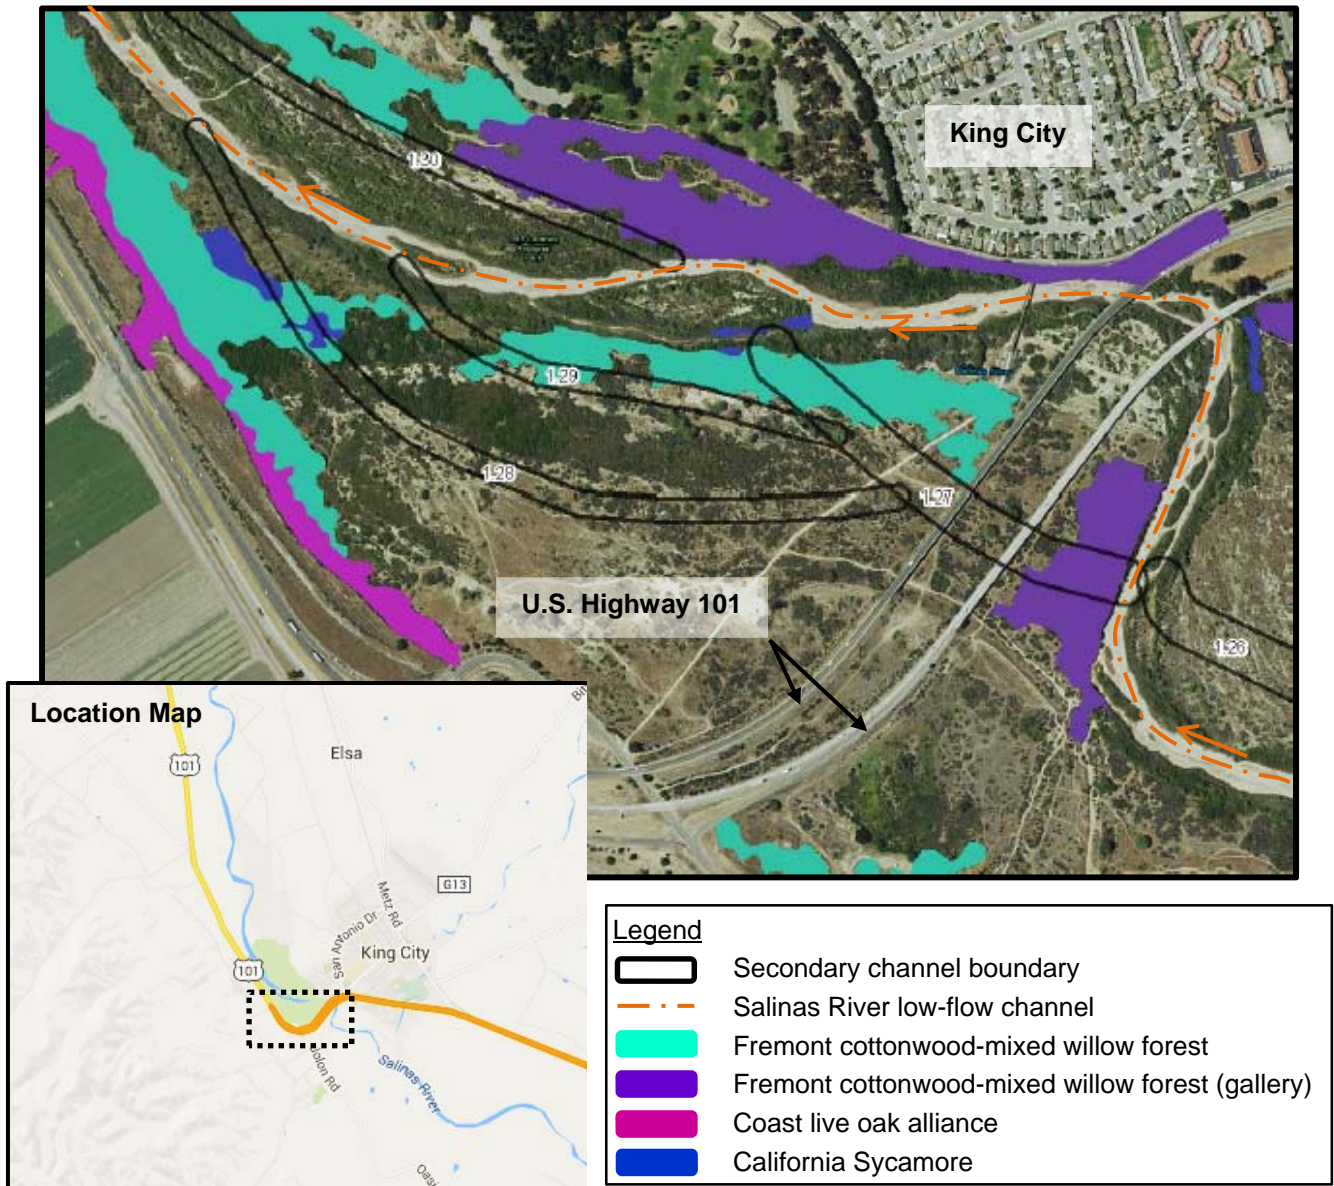 King City
1.30
1.29
1.28
1.27
1.26
U.S. Highway 101
Location Map
Elsa
101
G13
Metz Rd
San Antonio Dr
King City
101
Jolon Rd
Salinas River
Legend
Secondary channel boundary
Salinas River low-flow channel
Fremont cottonwood-mixed willow forest
Fremont cottonwood-mixed willow forest (gallery)
Coast live oak alliance
California Sycamore